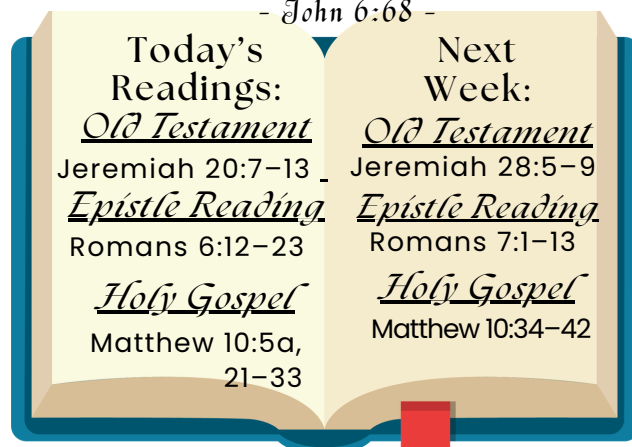 - John 6:68 -
Today's
Readings:
Old Testament
Jeremiah 20:7–13
Epistle Reading
Romans 6:12–23
Holy Gospel
Matthew 10:5a,
21–33
Next
Week:
Old Testament
Jeremiah 28:5–9
Epistle Reading
Romans 7:1–13
Holy Gospel
Matthew 10:34–42